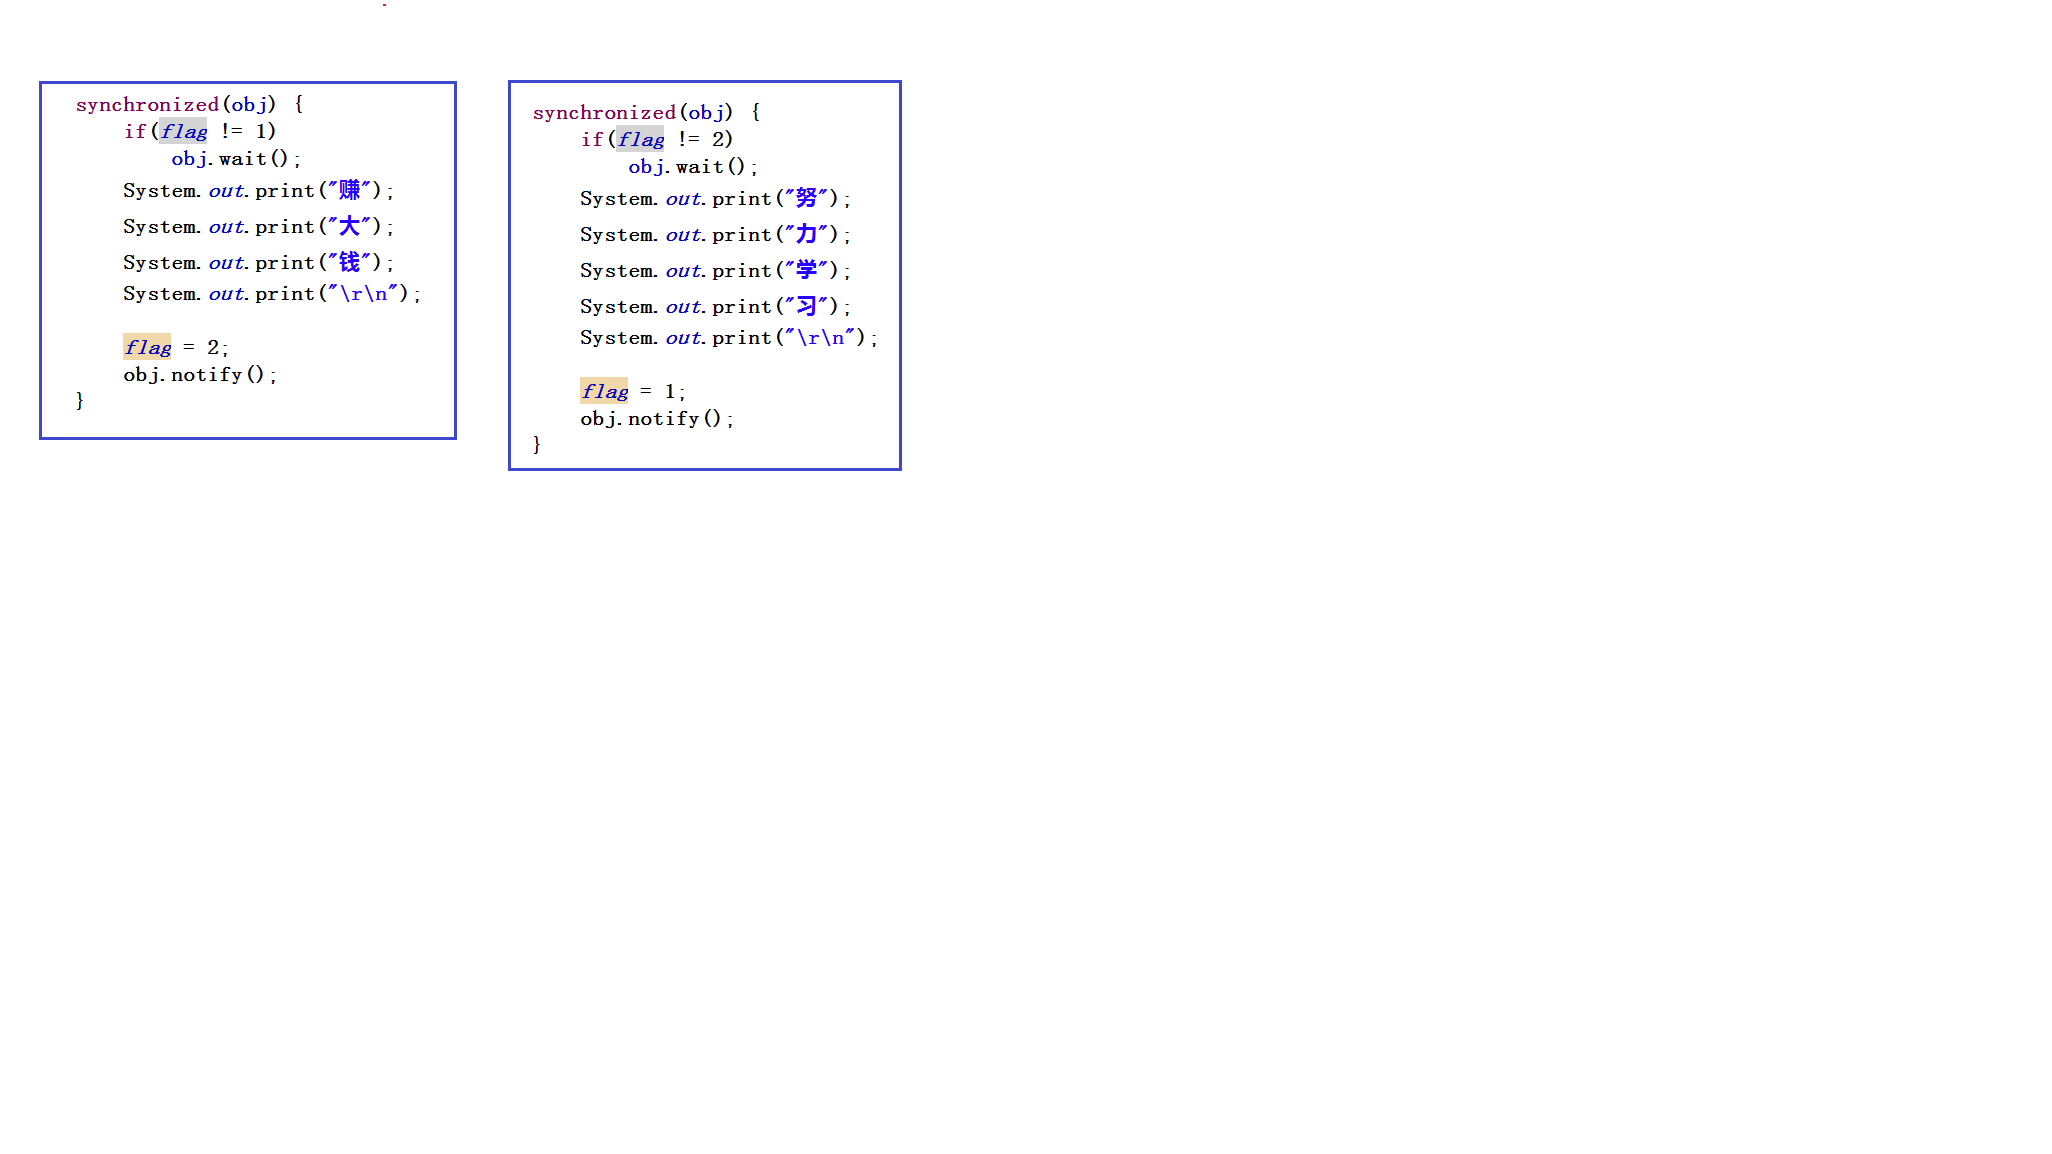 synchronized(obj) {
if(flag != 1)
obj.wait();
System.out.print("赚");
System.out.print("大");
System.out.print("钱");
System.out.print("\r\n");
flag = 2;
obj.notify();
}
synchronized(obj) {
if(flag != 2)
obj.wait();
System.out.print("努");
System.out.print("力");
System.out.print("学");
System.out.print("习");
System.out.print("\r\n");
flag = 1;
obj.notify();
}